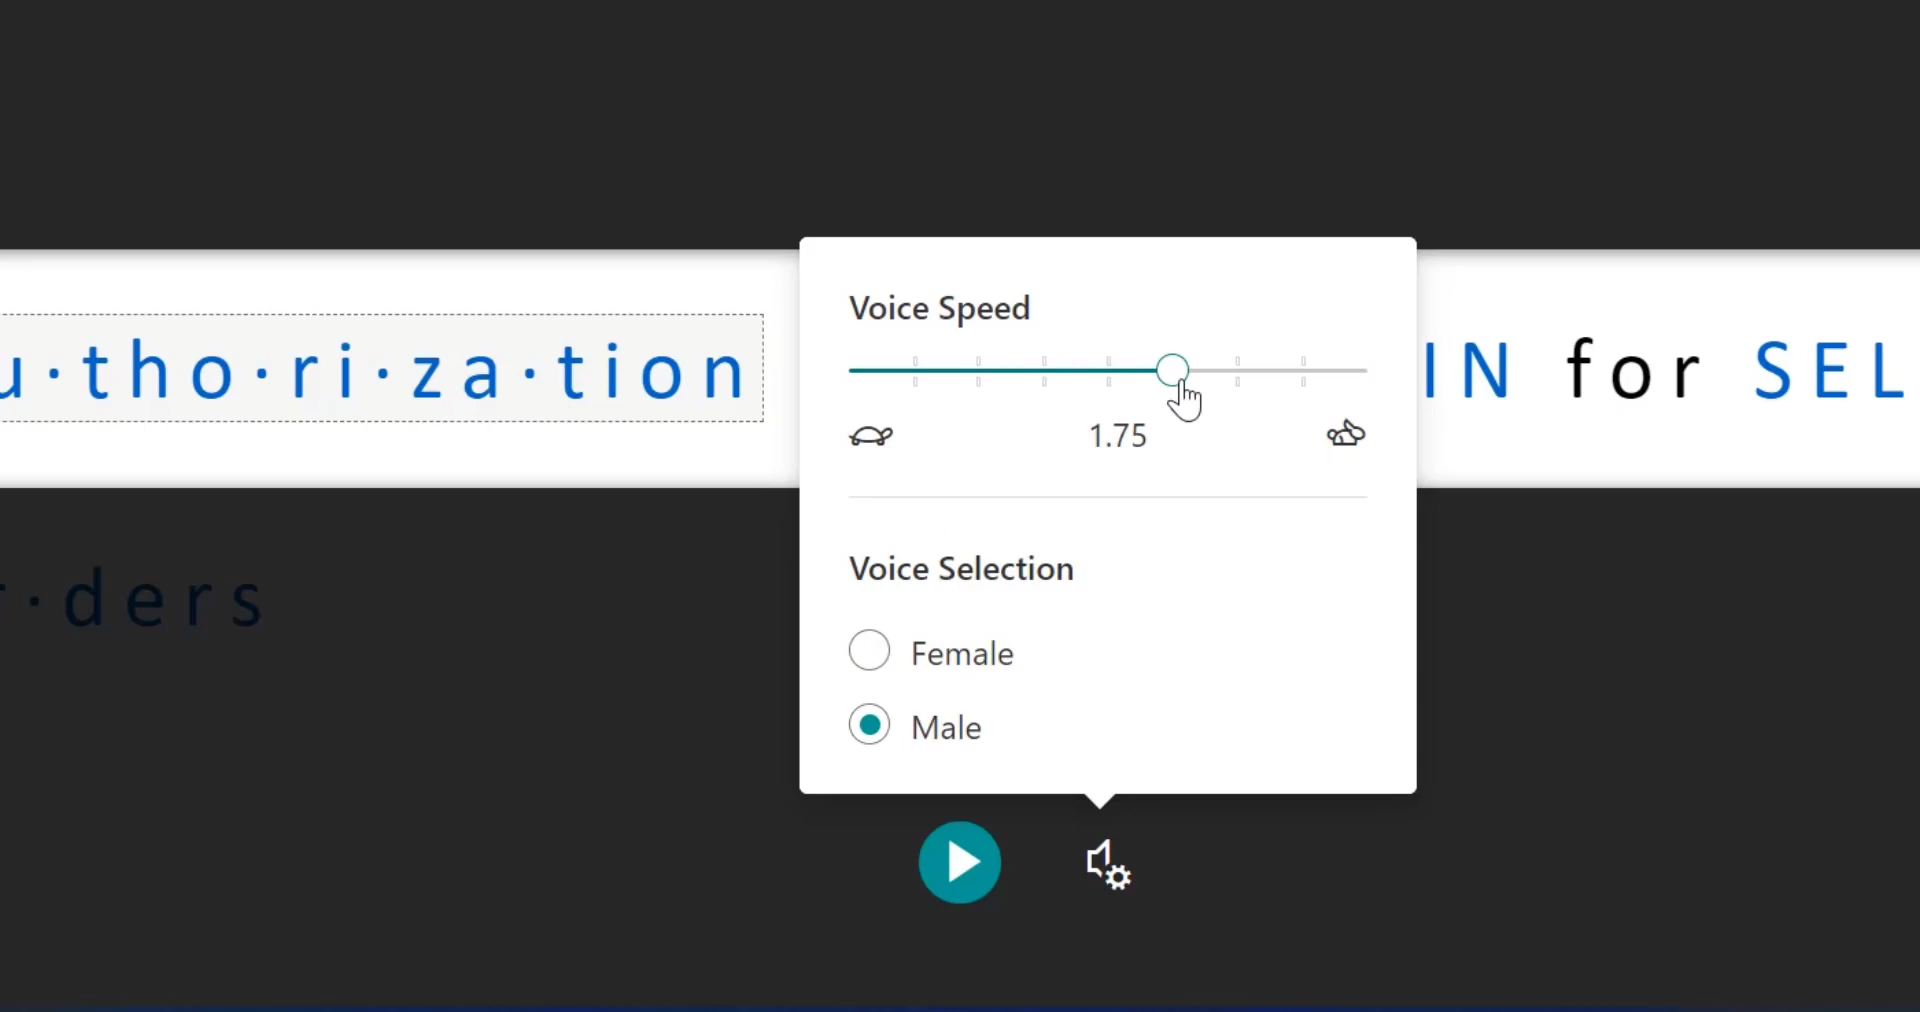 Voice Speed
u·tho·ri·za·tion IN for SEL
1.75
Voice Selection
·ders
Female
Male